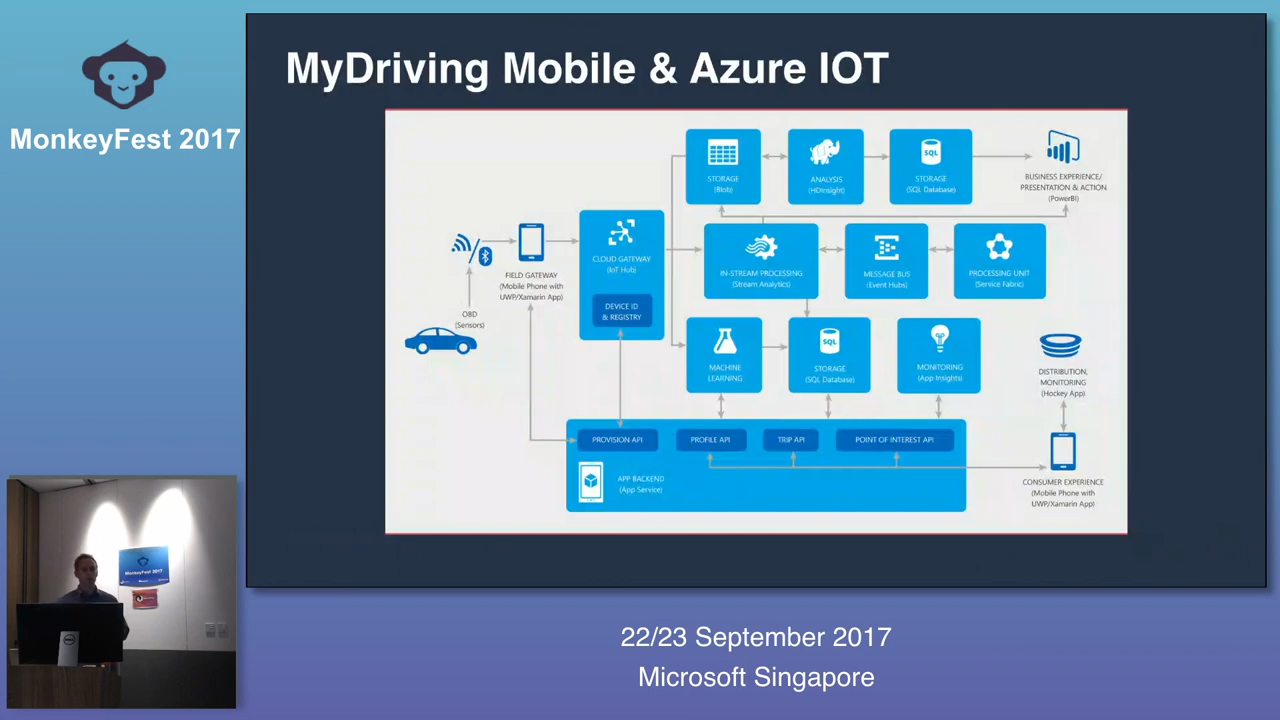 MonkeyFest 2017
MyDriving Mobile & Azure IOT
STORAGE
(Blob)
ANALYSIS
(HDInsight)
STORAGE
(SQL Database)
SQL
BUSINESS EXPERIENCE/
PRESENTATION & ACTION
(PowerBI)
OBD
(Sensors)
FIELD GATEWAY
(Mobile Phone with
UWP/Xamarin App)
CLOUD GATEWAY
(IoT Hub)
DEVICE ID
& REGISTRY
IN-STREAM PROCESSING
(Stream Analytics)
MESSAGE BUS
(Event Hubs)
PROCESSING UNIT
(Service Fabric)
MACHINE
LEARNING
SQL
STORAGE
(SQL Database)
MONITORING
(App Insights)
DISTRIBUTION,
MONITORING
(Hockey App)
PROVISION API
PROFILE API
TRIP API
POINT OF INTEREST API
APP BACKEND
(App Service)
CONSUMER EXPERIENCE
(Mobile Phone with
UWP/Xamarin App)
MonkeyFest 2017
22/23 September 2017
Microsoft Singapore